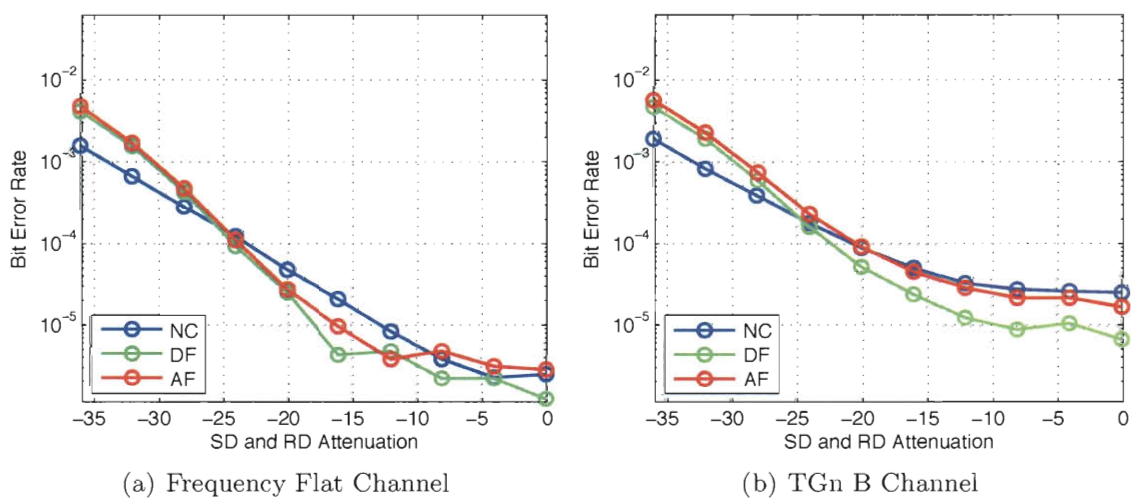 10^-2
10^-3
10^-4
10^-5
Bit Error Rate
NC
DF
AF
-35 -30 -25 -20 -15 -10 -5 0
SD and RD Attenuation
(a) Frequency Flat Channel
10^-2
10^-3
10^-4
10^-5
Bit Error Rate
NC
DF
AF
-35 -30 -25 -20 -15 -10 -5 0
SD and RD Attenuation
(b) TGn B Channel